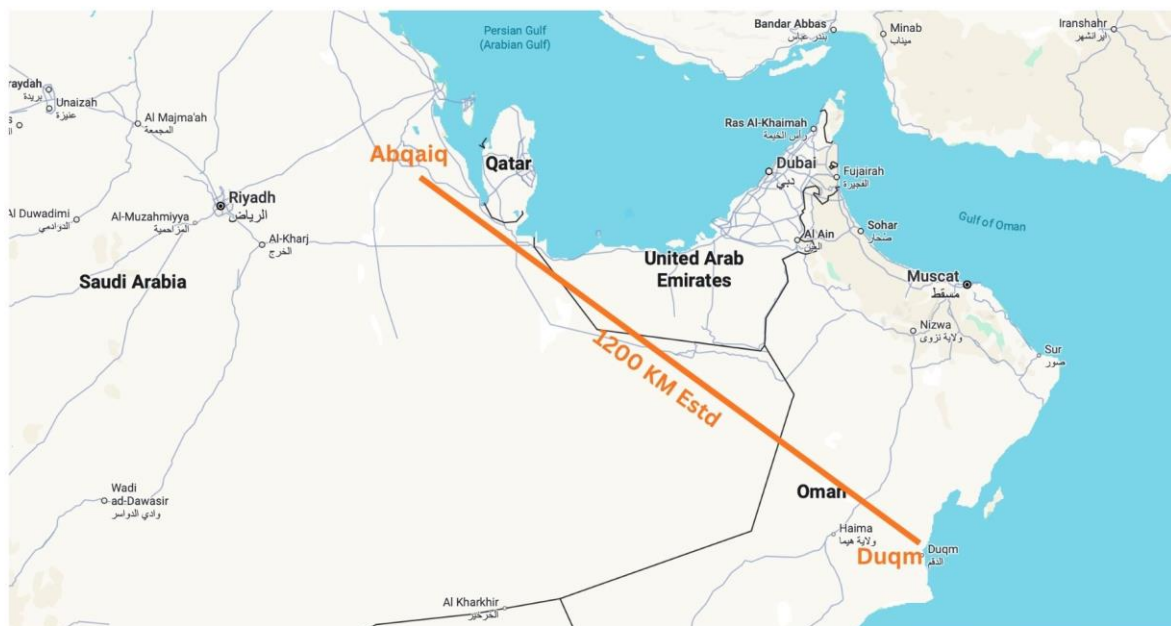 Persian Gulf
(Arabian Gulf)
Bandar Abbas
بندر عباس
Minab
میناب
Iranshahr
ایرانشهر
raydah
بريدة
Unaizah
عنيزة
Al Majma'ah
المجمعة
Ras Al-Khaimah
رأس الخيمة
Abqaiq
Qatar
Dubai
دبي
Fujairah
الفجيرة
Riyadh
الرياض
Al Duwadimi
الدوادمي
Al-Muzahmiyya
المزاحمية
Al-Kharj
الخرج
Gulf of Oman
Sohar
صحار
Al Ain
العين
Saudi Arabia
United Arab
Emirates
Muscat
مسقط
Nizwa
ولاية نزوى
Sur
صور
1200 KM Estd
Wadi
ad-Dawasir
وادي الدواسر
Oman
Haima
ولاية هيما
Duqm
Duqm
الدقم
Al Kharkhir
الخرخير